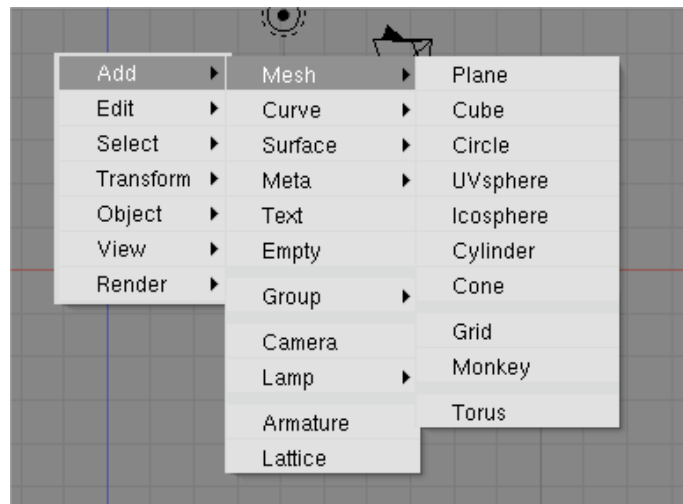 Add
Edit
Select
Transform
Object
View
Render
Mesh
Curve
Surface
Meta
Text
Empty
Group
Camera
Lamp
Armature
Lattice
Plane
Cube
Circle
UVsphere
Icosphere
Cylinder
Cone
Grid
Monkey
Torus